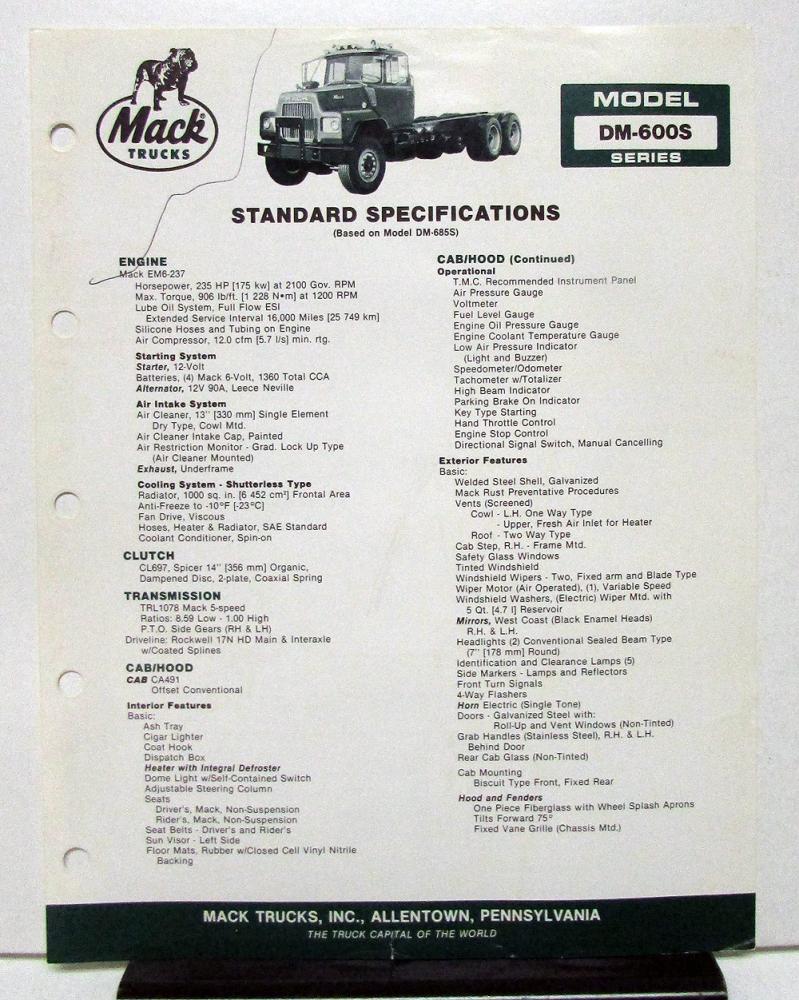 Mack®
TRUCKS
MODEL
DM-600S
SERIES
STANDARD SPECIFICATIONS
(Based on Model DM-685S)
ENGINE
Mack EM6-237
Horsepower, 235 HP [175 kw] at 2100 Gov. RPM
Max. Torque, 906 lb/ft. [1 228 N•m] at 1200 RPM
Lube Oil System, Full Flow ESI
Extended Service Interval 16,000 Miles [25 749 km]
Silicone Hoses and Tubing on Engine
Air Compressor, 12.0 cfm [5.7 l/s] min. rtg.
Starting System
Starter, 12-Volt
Batteries, (4) Mack 6-Volt, 1360 Total CCA
Alternator, 12V 90A, Leece Neville
Air Intake System
Air Cleaner, 13" [330 mm] Single Element
Dry Type, Cowl Mtd.
Air Cleaner Intake Cap, Painted
Air Restriction Monitor - Grad. Lock Up Type
(Air Cleaner Mounted)
Exhaust, Underframe
Cooling System - Shutterless Type
Radiator, 1000 sq. in. [6 452 cm²] Frontal Area
Anti-Freeze to -10°F [-23°C]
Fan Drive, Viscous
Hoses, Heater & Radiator, SAE Standard
Coolant Conditioner, Spin-on
CLUTCH
CL697, Spicer 14" [356 mm] Organic,
Dampened Disc, 2-plate, Coaxial Spring
TRANSMISSION
TRL1078 Mack 5-speed
Ratios: 8.59 Low - 1.00 High
P.T.O. Side Gears (RH & LH)
Driveline: Rockwell 17N HD Main & Interaxle
w/Coated Splines
CAB/HOOD
CAB CA491
Offset Conventional
Interior Features
Basic:
Ash Tray
Cigar Lighter
Coat Hook
Dispatch Box
Heater with Integral Defroster
Dome Light w/Self-Contained Switch
Adjustable Steering Column
Seats
Driver's, Mack, Non-Suspension
Rider's, Mack, Non-Suspension
Seat Belts - Driver's and Rider's
Sun Visor - Left Side
Floor Mats, Rubber w/Closed Cell Vinyl Nitrile
Backing
CAB/HOOD (Continued)
Operational
T.M.C. Recommended Instrument Panel
Air Pressure Gauge
Voltmeter
Fuel Level Gauge
Engine Oil Pressure Gauge
Engine Coolant Temperature Gauge
Low Air Pressure Indicator
(Light and Buzzer)
Speedometer/Odometer
Tachometer w/Totalizer
High Beam Indicator
Parking Brake On Indicator
Key Type Starting
Hand Throttle Control
Engine Stop Control
Directional Signal Switch, Manual Cancelling
Exterior Features
Basic:
Welded Steel Shell, Galvanized
Mack Rust Preventative Procedures
Vents (Screened)
Cowl - L.H. One Way Type
- Upper, Fresh Air Inlet for Heater
Roof - Two Way Type
Cab Step, R.H. - Frame Mtd.
Safety Glass Windows
Tinted Windshield
Windshield Wipers - Two, Fixed arm and Blade Type
Wiper Motor (Air Operated), (1), Variable Speed
Windshield Washers, (Electric) Wiper Mtd. with
5 Qt. [4.7 l] Reservoir
Mirrors, West Coast (Black Enamel Heads)
R.H. & L.H.
Headlights (2) Conventional Sealed Beam Type
(7" [178 mm] Round)
Identification and Clearance Lamps (5)
Side Markers - Lamps and Reflectors
Front Turn Signals
4-Way Flashers
Horn Electric (Single Tone)
Doors - Galvanized Steel with:
Roll-Up and Vent Windows (Non-Tinted)
Grab Handles (Stainless Steel), R.H. & L.H.
Behind Door
Rear Cab Glass (Non-Tinted)
Cab Mounting
Biscuit Type Front, Fixed Rear
Hood and Fenders
One Piece Fiberglass with Wheel Splash Aprons
Tilts Forward 75°
Fixed Vane Grille (Chassis Mtd.)
MACK TRUCKS, INC., ALLENTOWN, PENNSYLVANIA
THE TRUCK CAPITAL OF THE WORLD